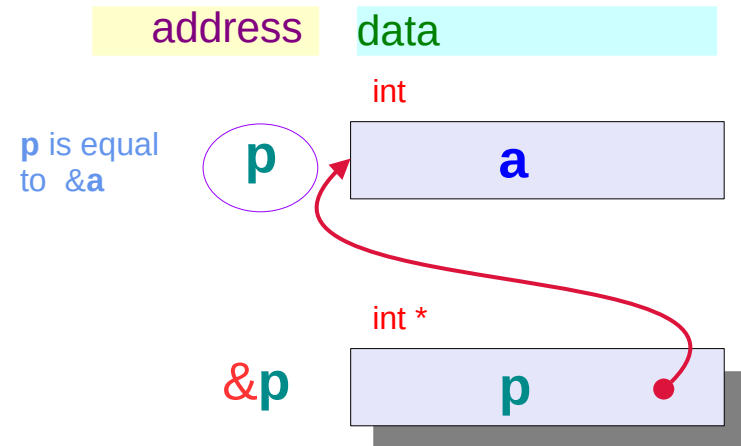 address data
int
p is equal
to &a
p
a
int *
&p
p